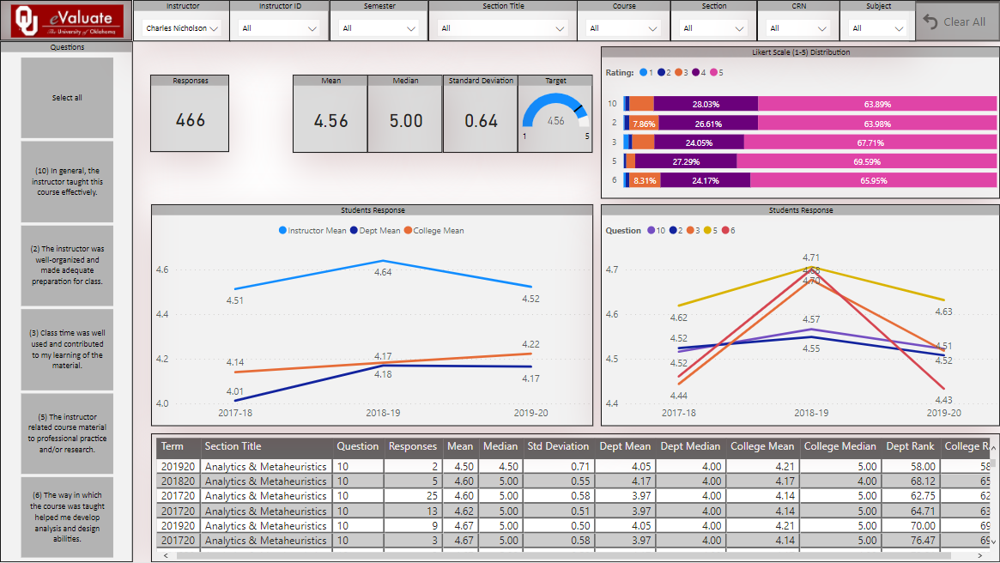 eValuate
The University of Oklahoma
Instructor
Charles Nicholson
Instructor ID
All
Semester
All
Section Title
All
Course
All
Section
All
CRN
All
Subject
All
Clear All
Questions
Select all
(10) In general, the
instructor taught this
course effectively.
(2) The instructor was
well-organized and
made adequate
preparation for class.
(3) Class time was well
used and contributed
to my learning of the
material.
(5) The instructor
related course material
to professional practice
and/or research.
(6) The way in which
the course was taught
helped me develop
analysis and design
abilities.
Responses
466
Mean
4.56
Median
5.00
Standard Deviation
0.64
Target
4.56
1 5
Likert Scale (1-5) Distribution
Rating: 1 2 3 4 5
10 28.03% 63.89%
2 7.86% 26.61% 63.98%
3 24.05% 67.71%
5 27.29% 69.59%
6 8.31% 24.17% 65.95%
Students Response
Instructor Mean Dept Mean College Mean
4.6
4.4
4.2
4.0
4.51 4.64 4.52
4.14 4.17 4.22
4.01 4.18 4.17
2017-18 2018-19 2019-20
Students Response
Question 10 2 3 5 6
4.7
4.6
4.5
4.4
4.71
4.68
4.70
4.62 4.57 4.63
4.52 4.55 4.51
4.52 4.52
4.44 4.43
2017-18 2018-19 2019-20
Term Section Title Question Responses Mean Median Std Deviation Dept Mean Dept Median College Mean College Median Dept Rank College R
201920 Analytics & Metaheuristics 10 2 4.50 4.50 0.71 4.05 4.00 4.21 5.00 58.00 58
201820 Analytics & Metaheuristics 10 5 4.60 5.00 0.55 4.17 4.00 4.17 4.00 68.12 65
201720 Analytics & Metaheuristics 10 25 4.60 5.00 0.58 3.97 4.00 4.14 5.00 62.75 62
201720 Analytics & Metaheuristics 10 13 4.62 5.00 0.51 3.97 4.00 4.14 5.00 64.71 63
201920 Analytics & Metaheuristics 10 9 4.67 5.00 0.50 4.05 4.00 4.21 5.00 70.00 69
201720 Analytics & Metaheuristics 10 3 4.67 5.00 0.58 3.97 4.00 4.14 5.00 76.47 69